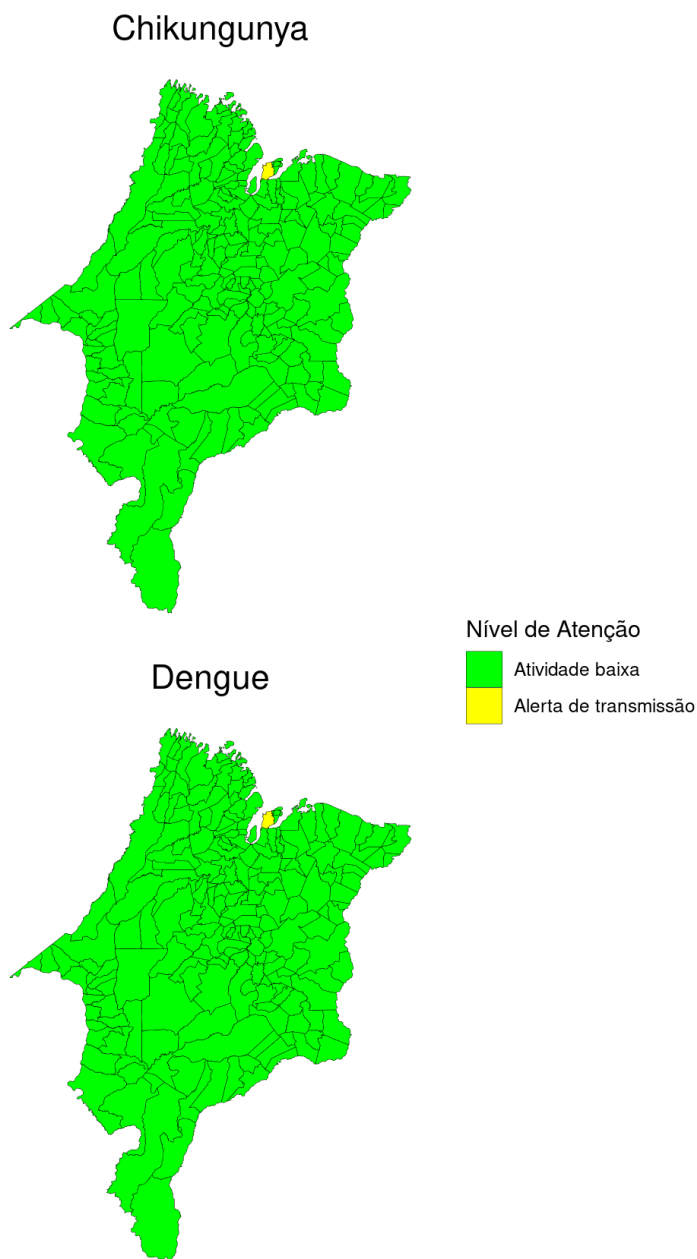 Chikungunya
Nível de Atenção
Atividade baixa
Alerta de transmissão
Dengue